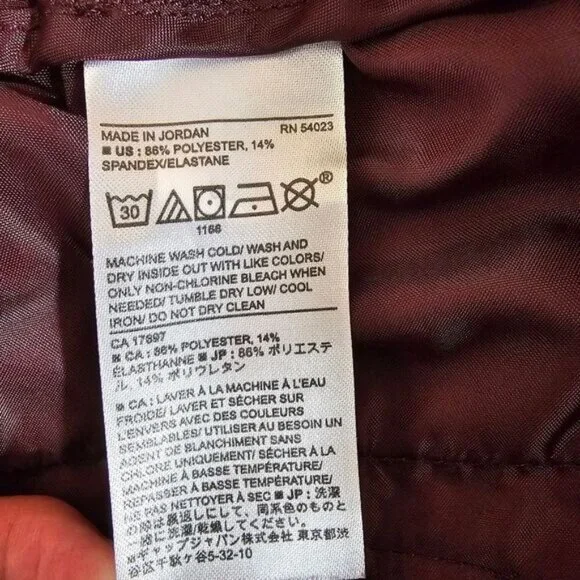 MADE IN JORDAN RN 54023
■ US : 86% POLYESTER, 14%
SPANDEX/ELASTANE
30 ®
1166
MACHINE WASH COLD/ WASH AND
DRY INSIDE OUT WITH LIKE COLORS/
ONLY NON-CHLORINE BLEACH WHEN
NEEDED/ TUMBLE DRY LOW/ COOL
IRON/ DO NOT DRY CLEAN
CA 17897
■ CA : 86% POLYESTER, 14%
ÉLASTHANNE ■ JP : 86% ポリエステ
ル, 14% ポリウレタン
■ CA : LAVER À LA MACHINE À L'EAU
FROIDE/ LAVER ET SÉCHER SUR
L'ENVERS AVEC DES COULEURS
SEMBLABLES/ UTILISER AU BESOIN UN
AGENT DE BLANCHIMENT SANS
CHLORE UNIQUEMENT/ SÉCHER À LA
MACHINE À BASSE TEMPÉRATURE/
REPASSER À BASSE TEMPÉRATURE/
NE PAS NETTOYER À SEC ■ JP : 洗濯
の際は裏返しにして、同系色のものと
一緒に洗濯/乾燥してください。
■ ギャップジャパン株式会社 東京都渋
谷区千駄ヶ谷5-32-10